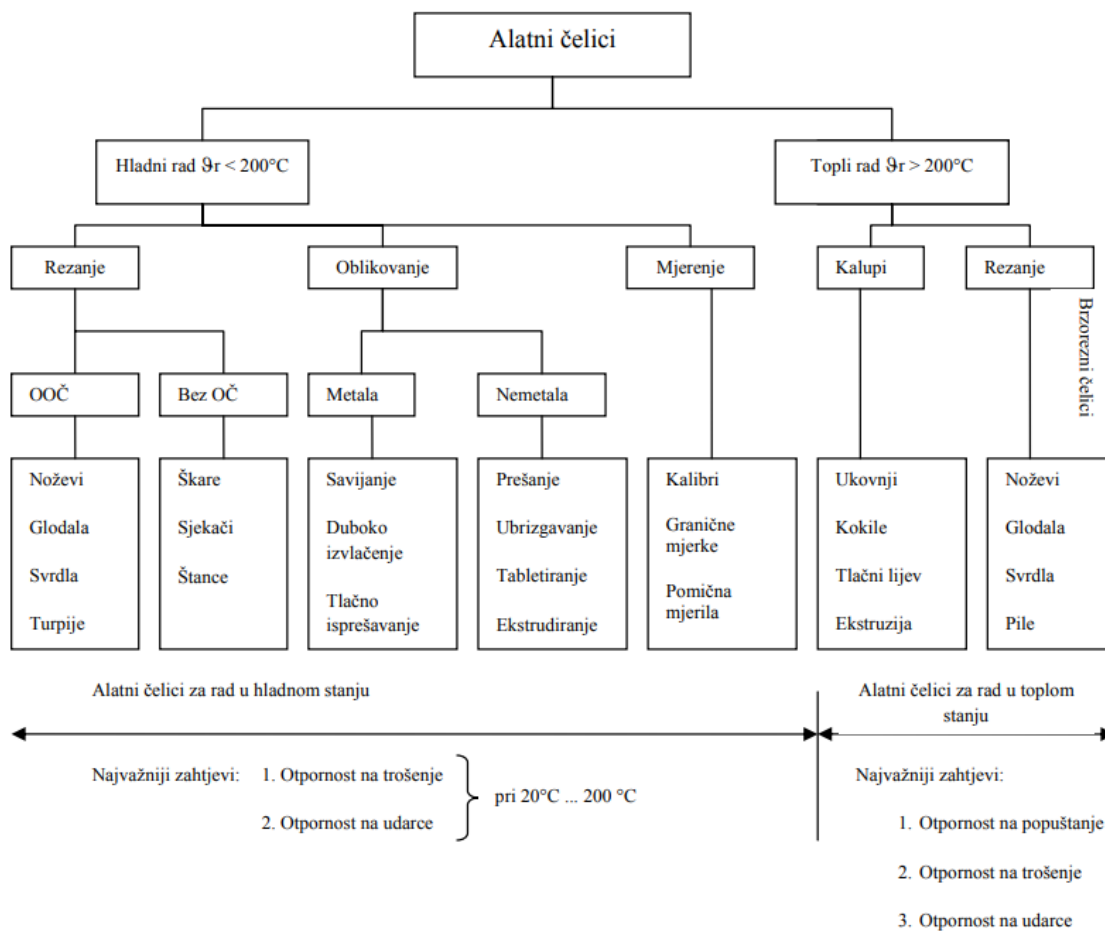 Alatni čelici
Hladni rad ϑr < 200°C
Topli rad ϑr > 200°C
Rezanje
Oblikovanje
Mjerenje
Kalupi
Rezanje
Brzorezni čelici
OOČ
Bez OČ
Metala
Nemetala
Noževi
Glodala
Svrdla
Turpije
Škare
Sjekači
Štance
Savijanje
Duboko
izvlačenje
Tlačno
isprešavanje
Prešanje
Ubrizgavanje
Tabletiranje
Ekstrudiranje
Kalibri
Granične
mjerke
Pomična
mjerila
Ukovnji
Kokile
Tlačni lijev
Ekstruzija
Noževi
Glodala
Svrdla
Pile
Alatni čelici za rad u hladnom stanju
Alatni čelici za rad u toplom
stanju
Najvažniji zahtjevi: 1. Otpornost na trošenje
2. Otpornost na udarce
pri 20°C ... 200 °C
Najvažniji zahtjevi:
1. Otpornost na popuštanje
2. Otpornost na trošenje
3. Otpornost na udarce